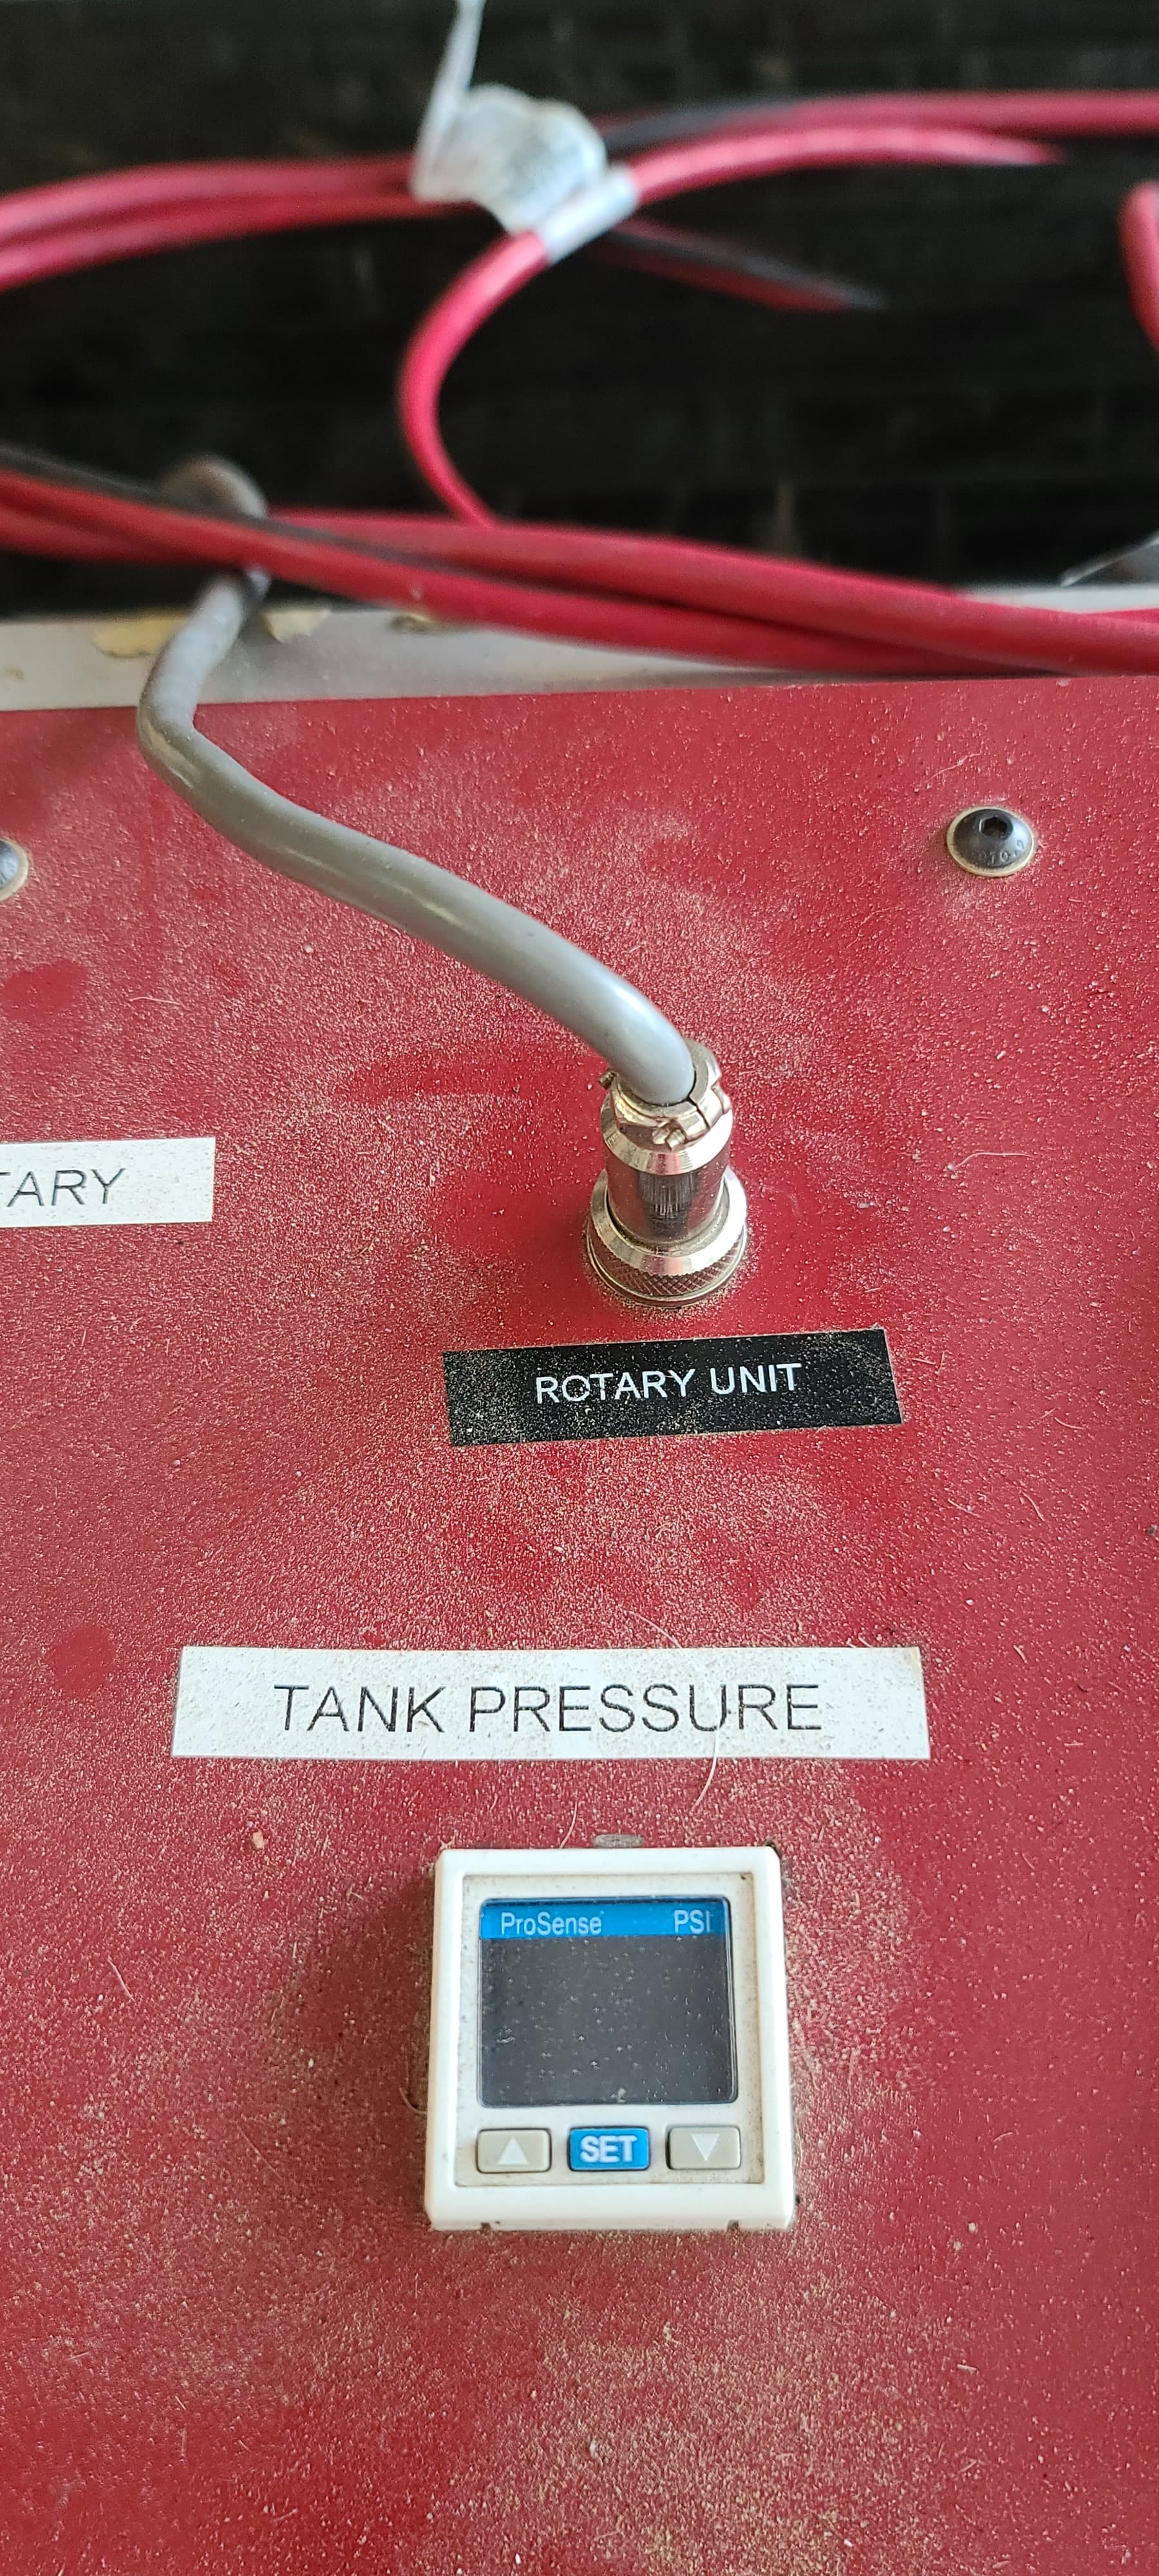 TARY
ROTARY UNIT
TANK PRESSURE
ProSense PSI
SET